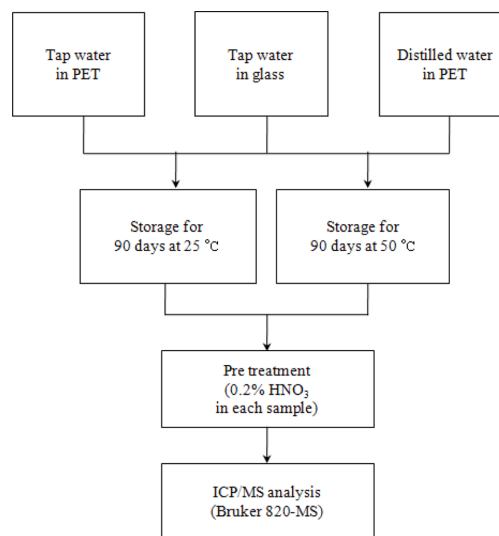 Tap water
in PET
Tap water
in glass
Distilled water
in PET
Storage for
90 days at 25 ℃
Storage for
90 days at 50 ℃
Pre treatment
(0.2% HNO₃
in each sample)
ICP/MS analysis
(Bruker 820-MS)